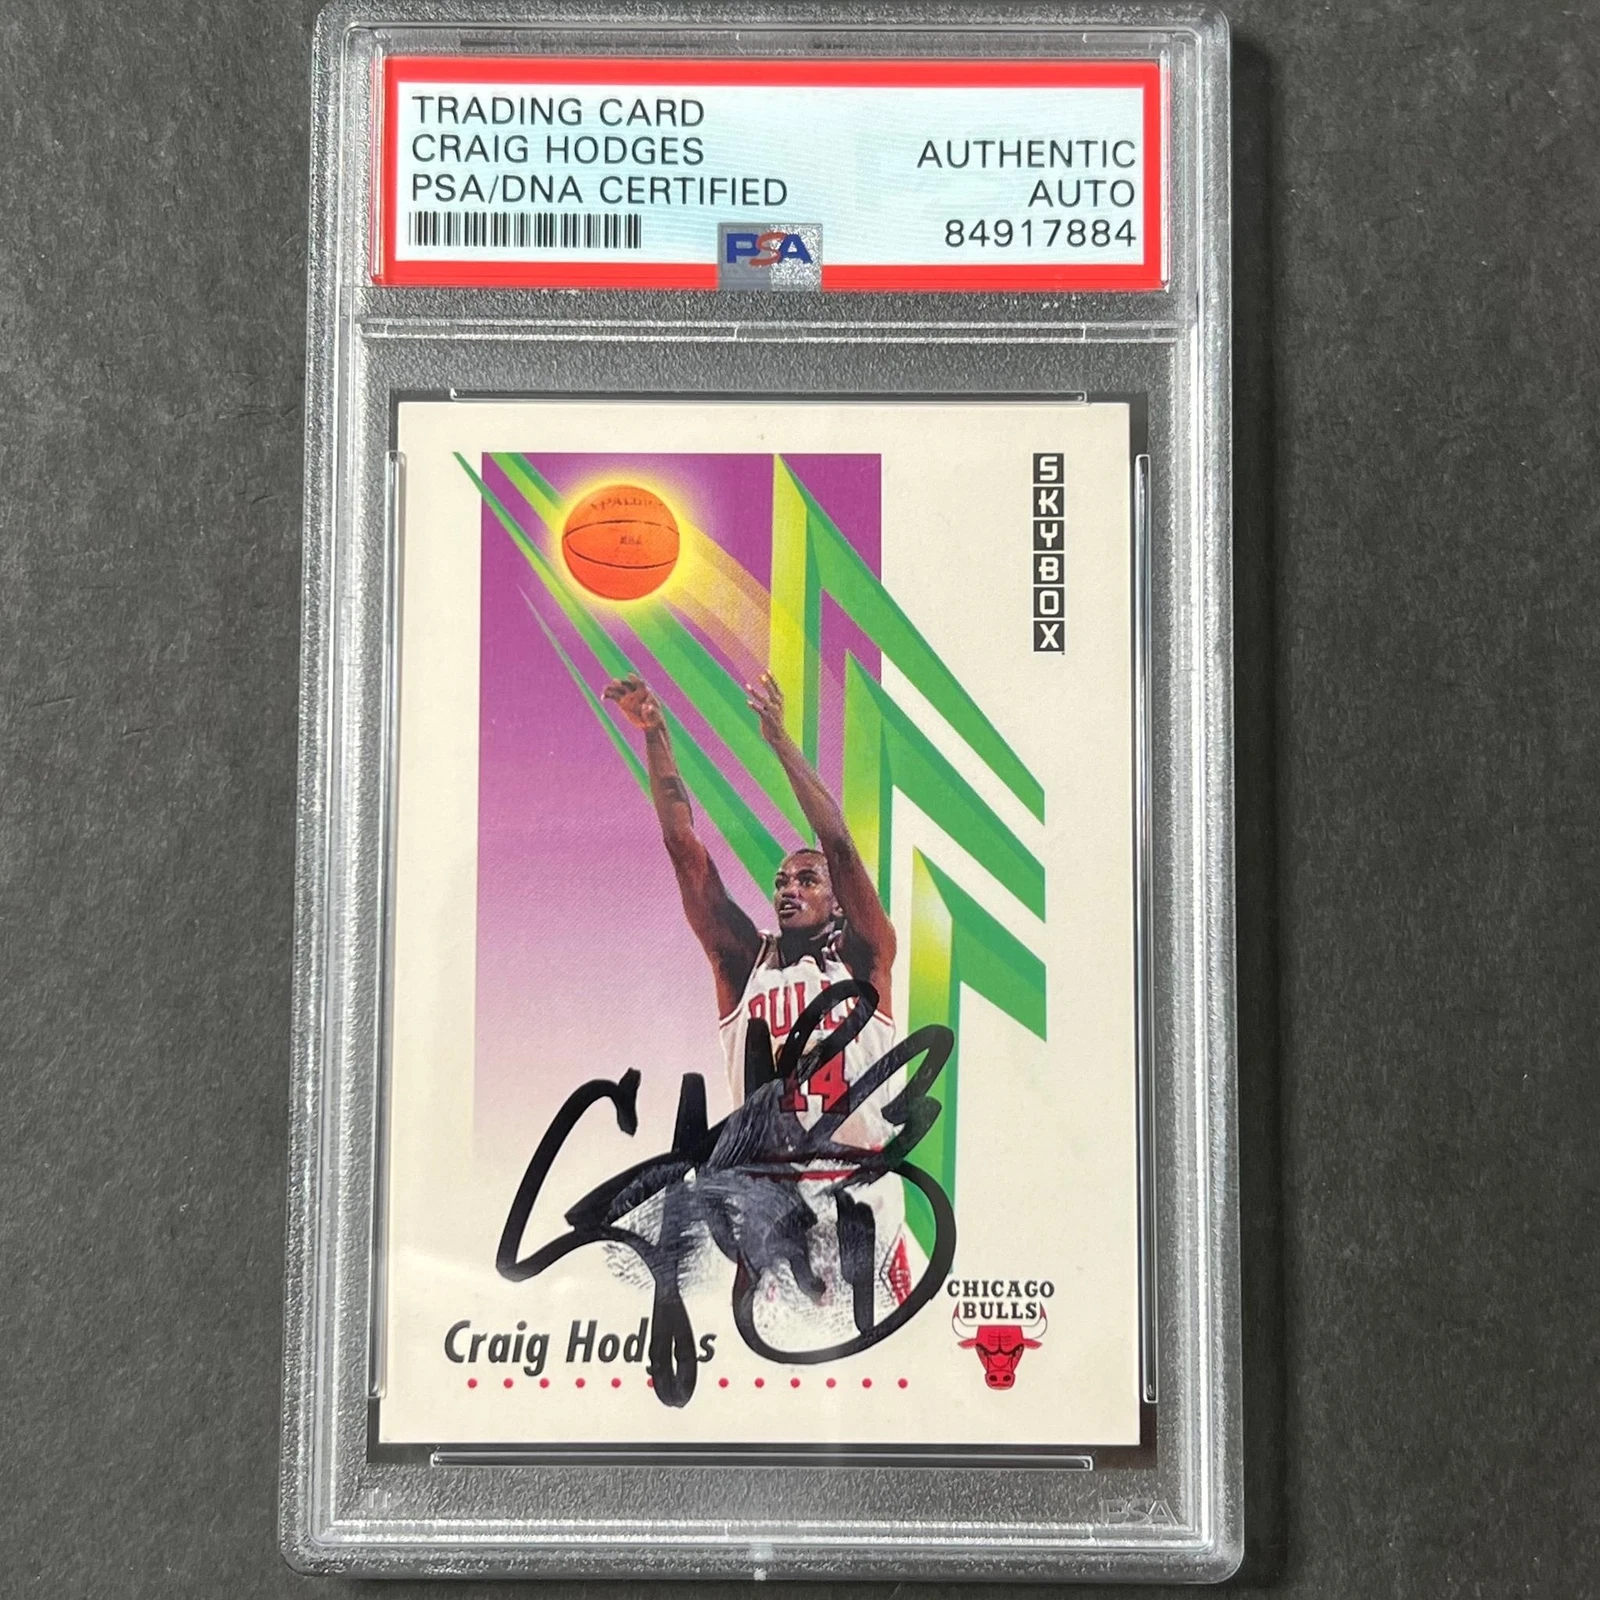 TRADING CARD
CRAIG HODGES
PSA/DNA CERTIFIED
AUTHENTIC
AUTO
84917884
PSA
SKYBOX
SPALDING
NBA
BULLS
14
CHICAGO
BULLS
Craig Hodges
PSA